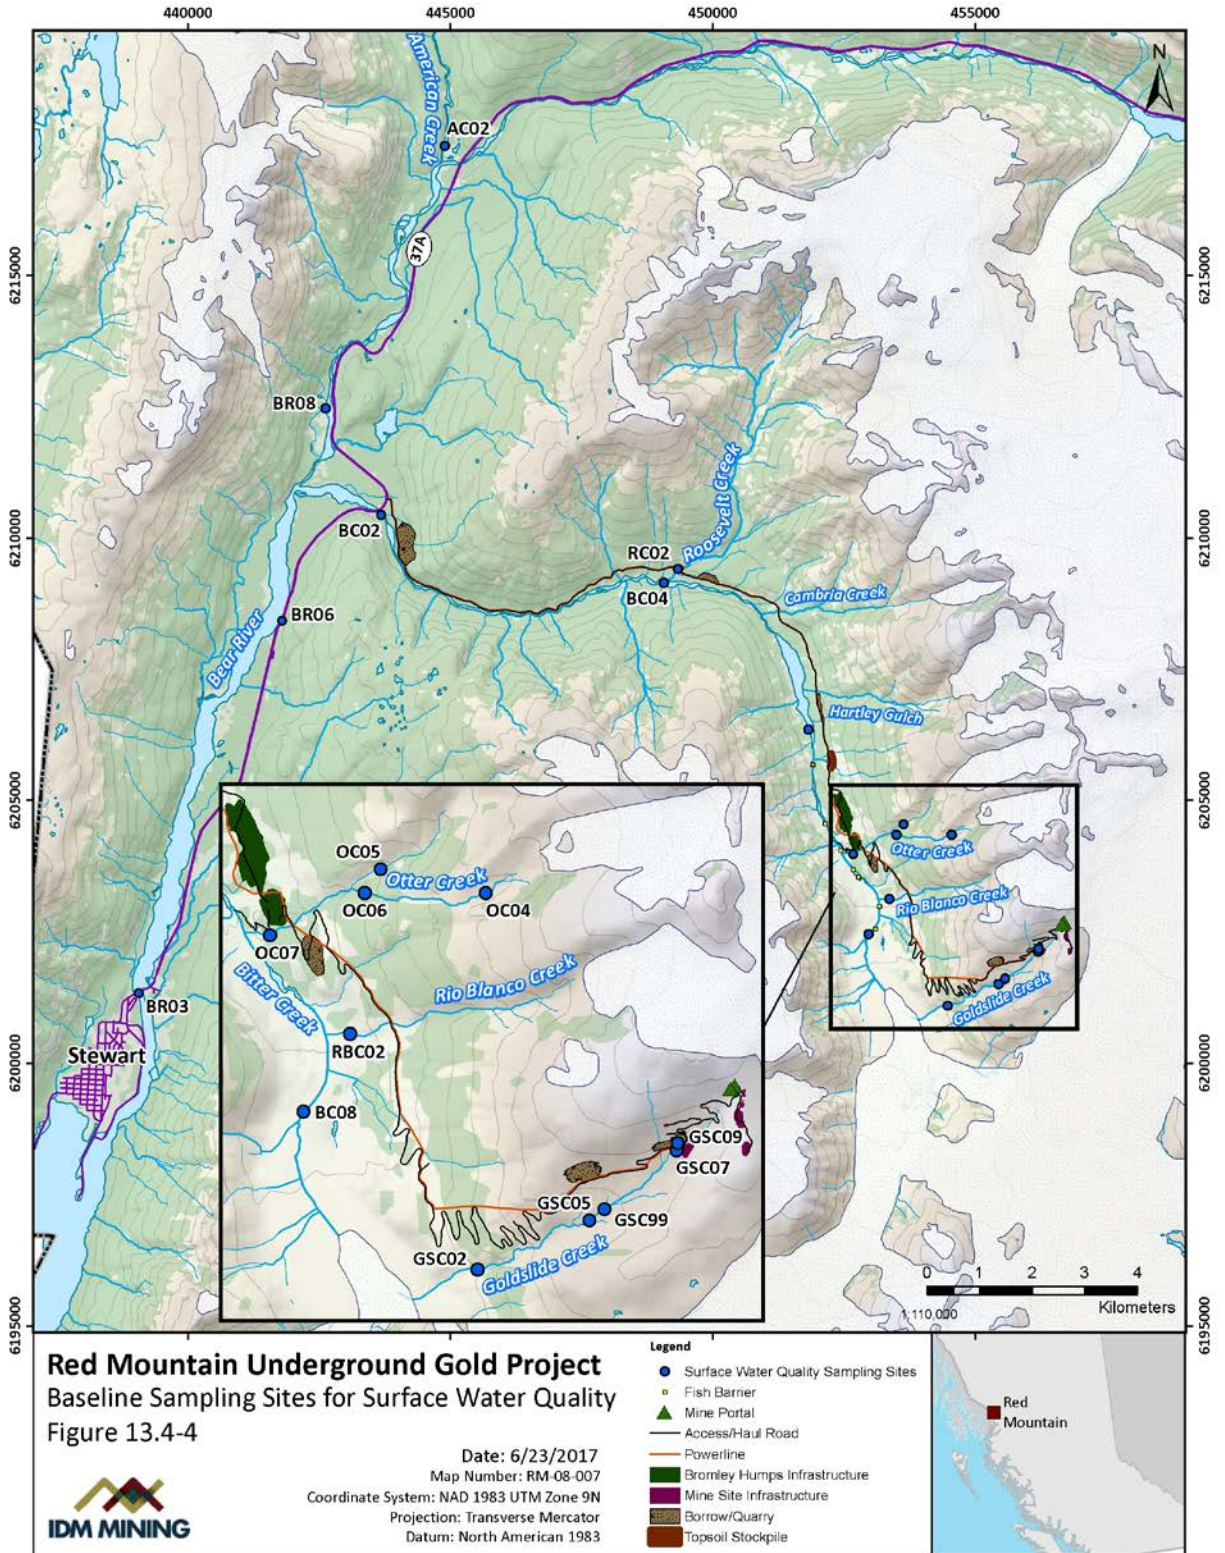 440000 445000 450000 455000
N
American Creek
AC02
37A
6215000 6215000
BR08
Roosevelt Creek
6210000 6210000
BC02
RC02
BC04
Cambria Creek
BR06
Bear River
Hartley Gulch
6205000 6205000
OC05
Otter Creek
OC06
OC04
OC07
Bitter Creek
Rio Blanco Creek
RBC02
BC08
GSC09
GSC07
GSC05
GSC99
GSC02
Goldslide Creek
Otter Creek
Rio Blanco Creek
Goldslide Creek
BR03
Stewart
6200000 6200000
0 1 2 3 4
Kilometers
1:110,000
6195000 6195000
Red Mountain Underground Gold Project
Baseline Sampling Sites for Surface Water Quality
Figure 13.4-4
Date: 6/23/2017
Map Number: RM-08-007
Coordinate System: NAD 1983 UTM Zone 9N
Projection: Transverse Mercator
Datum: North American 1983
IDM MINING
Legend
Surface Water Quality Sampling Sites
Fish Barrier
Mine Portal
Access/Haul Road
Powerline
Bromley Humps Infrastructure
Mine Site Infrastructure
Borrow/Quarry
Topsoil Stockpile
Red
Mountain